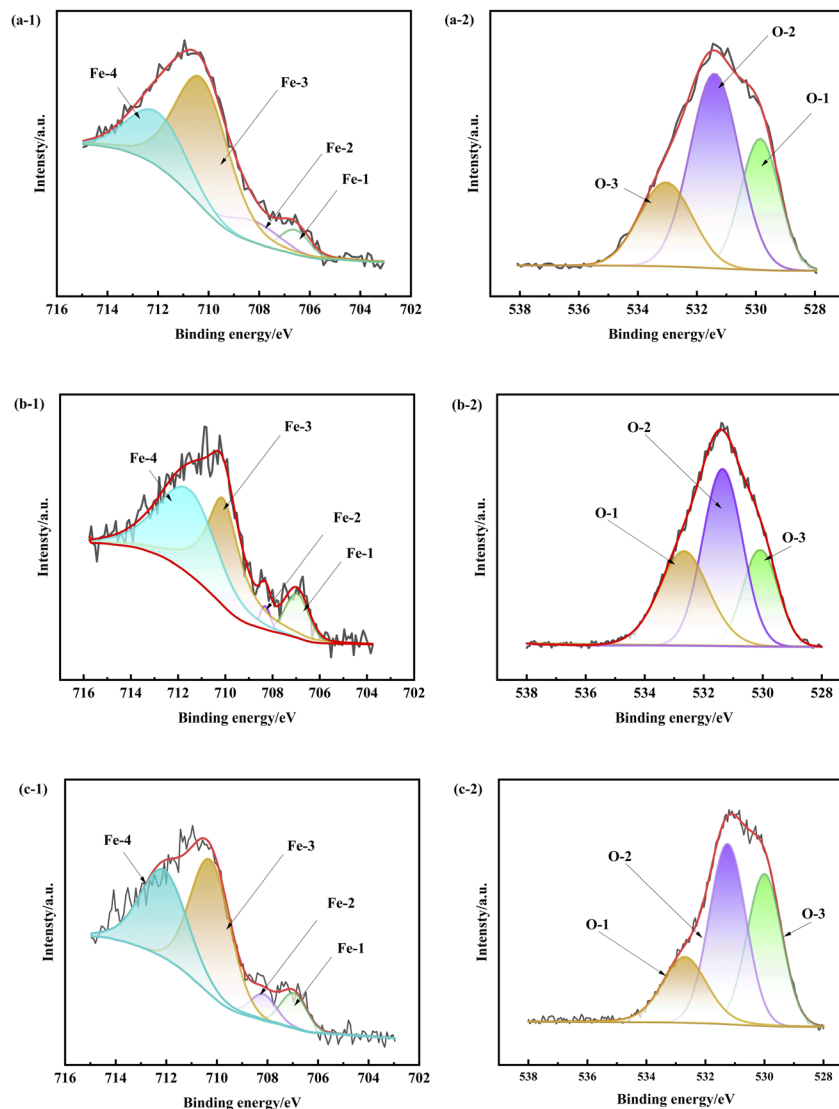 (a-1)
Fe-4
Fe-3
Fe-2
Fe-1
Intensty/a.u.
716 714 712 710 708 706 704 702
Binding energy/eV
(a-2)
O-2
O-1
O-3
Intensty/a.u.
538 536 534 532 530 528
Binding energy/eV
(b-1)
Fe-3
Fe-4
Fe-2
Fe-1
Intensty/a.u.
716 714 712 710 708 706 704 702
Binding energy/eV
(b-2)
O-2
O-1
O-3
Intensty/a.u.
538 536 534 532 530 528
Binding energy/eV
(c-1)
Fe-4
Fe-3
Fe-2
Fe-1
Intensty/a.u.
716 714 712 710 708 706 704 702
Binding energy/eV
(c-2)
O-2
O-1
O-3
Intensty/a.u.
538 536 534 532 530 528
Binding energy/eV